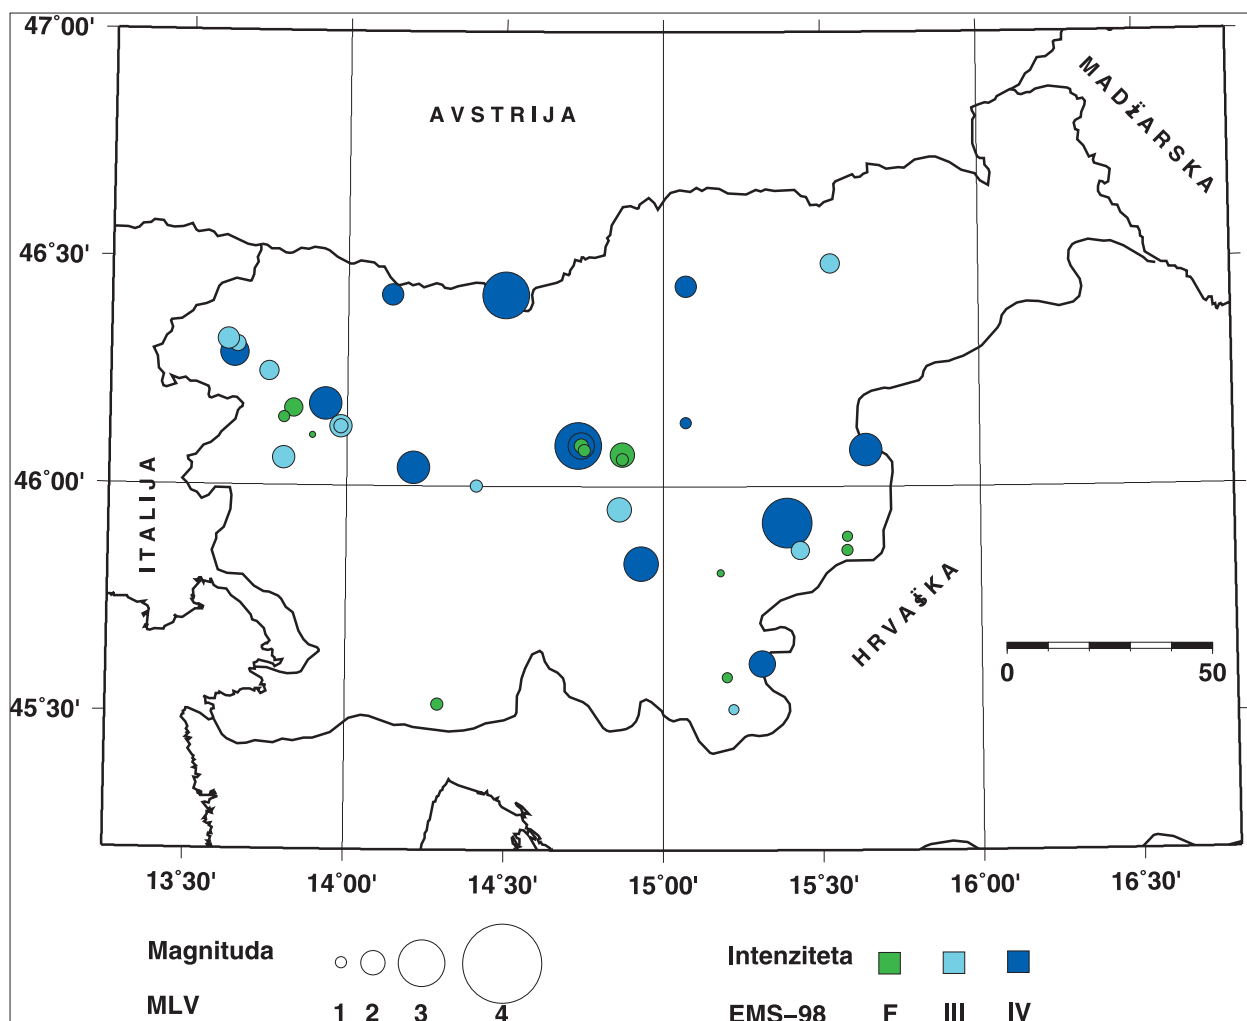 47°00'
AVSTRIJA
MADŽARSKA
46°30'
ITALIJA
46°00'
HRVAŠKA
0 50
45°30'
13°30' 14°00' 14°30' 15°00' 15°30' 16°00' 16°30'
Magnituda
Intenziteta
MLV 1 2 3 4
EMS–98 F III IV